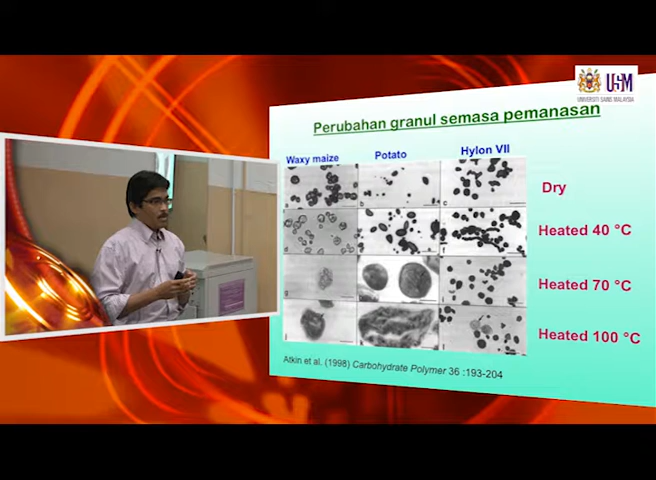 USM
UNIVERSITI SAINS MALAYSIA
Perubahan granul semasa pemanasan
Waxy maize Potato Hylon VII
Dry
Heated 40 °C
Heated 70 °C
Heated 100 °C
Atkin et al. (1998) Carbohydrate Polymer 36 :193-204